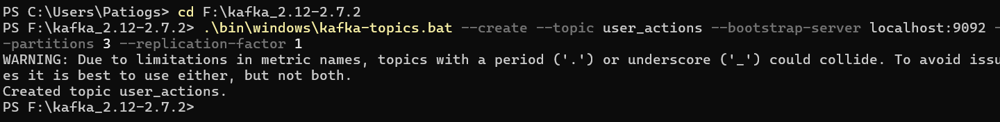 PS C:\Users\Patiogs> cd F:\kafka_2.12-2.7.2
PS F:\kafka_2.12-2.7.2> .\bin\windows\kafka-topics.bat --create --topic user_actions --bootstrap-server localhost:9092 -
-partitions 3 --replication-factor 1
WARNING: Due to limitations in metric names, topics with a period ('.') or underscore ('_') could collide. To avoid issu
es it is best to use either, but not both.
Created topic user_actions.
PS F:\kafka_2.12-2.7.2>